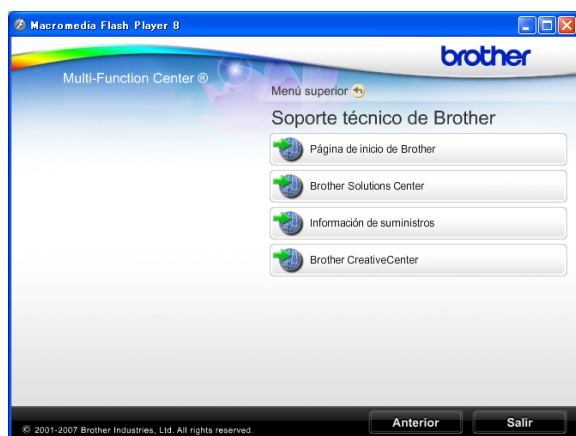 Macromedia Flash Player 8
brother
Multi-Function Center ®
Menú superior
Soporte técnico de Brother
Página de inicio de Brother
Brother Solutions Center
Información de suministros
Brother CreativeCenter
Anterior
Salir
© 2001-2007 Brother Industries, Ltd. All rights reserved.